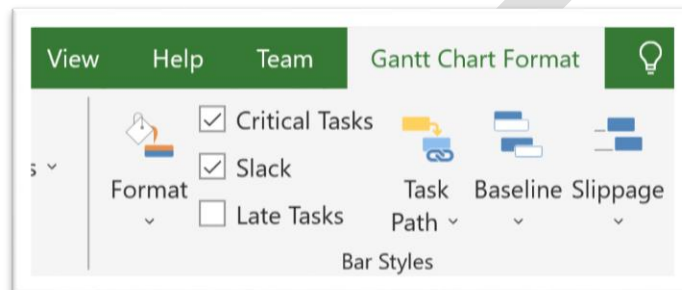 View Help Team Gantt Chart Format
s
Format
Critical Tasks
Slack
Late Tasks
Task
Path
Baseline
Slippage
Bar Styles